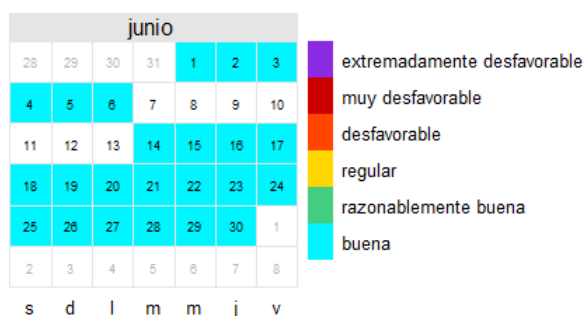 junio
28 29 30 31 1 2 3
4 5 6 7 8 9 10
11 12 13 14 15 16 17
18 19 20 21 22 23 24
25 26 27 28 29 30 1
2 3 4 5 6 7 8
s d l m m j v
extremadamente desfavorable
muy desfavorable
desfavorable
regular
razonablemente buena
buena